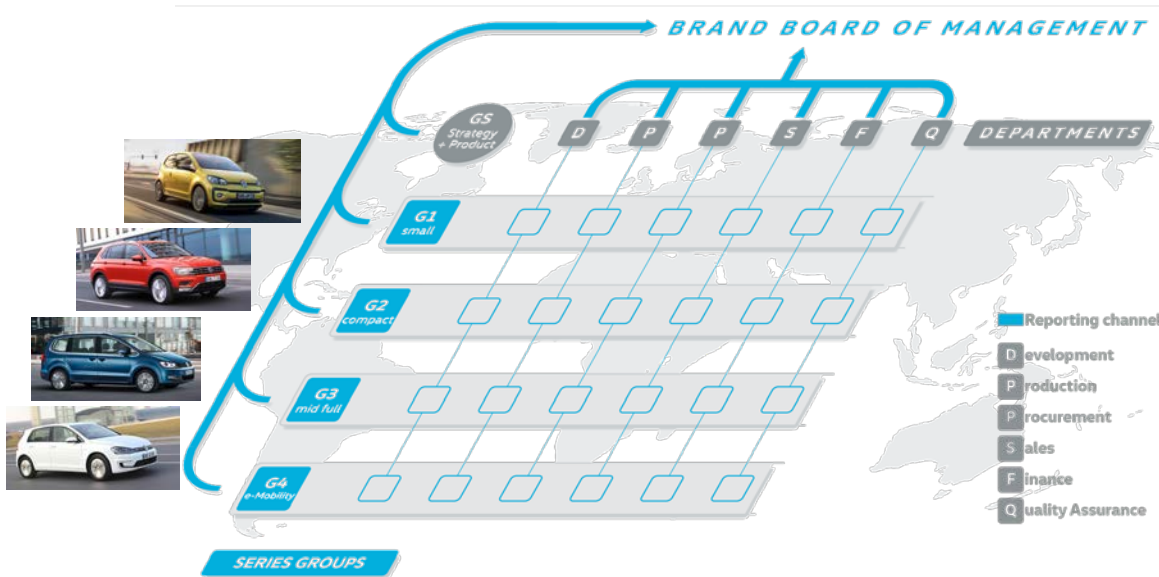 BRAND BOARD OF MANAGEMENT
GS
Strategy
+ Product
D P P S F Q DEPARTMENTS
G1
small
G2
compact
G3
mid full
G4
e-Mobility
SERIES GROUPS
Reporting channel
Development
Production
Procurement
Sales
Finance
Quality Assurance